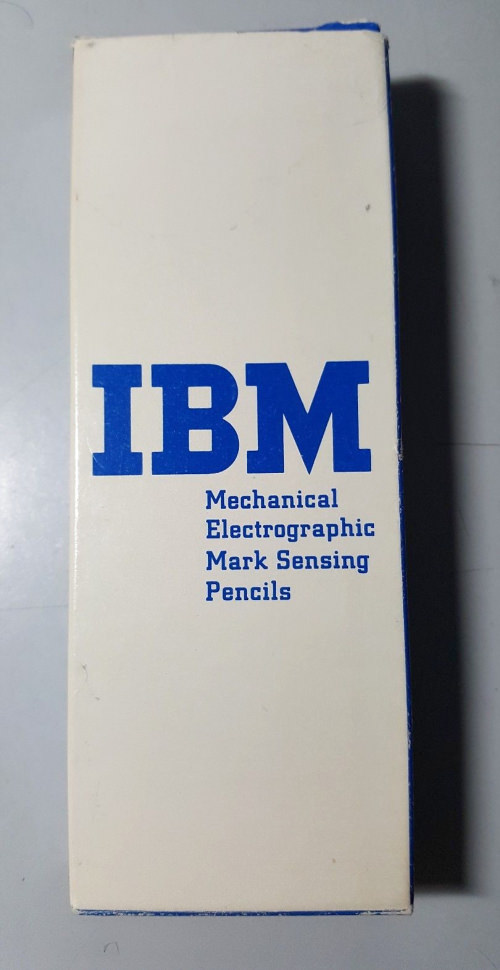 IBM
Mechanical
Electrographic
Mark Sensing
Pencils